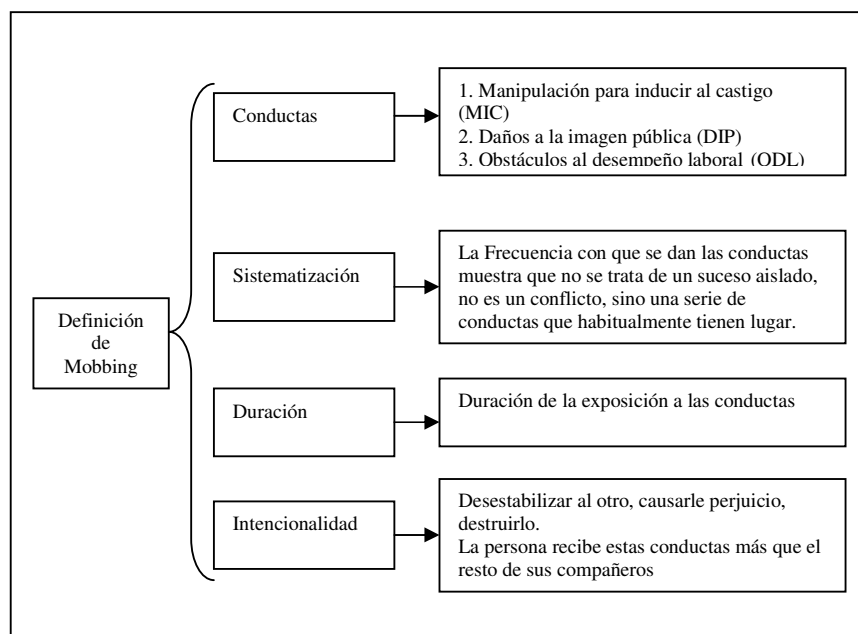 Definición
de
Mobbing
Conductas
1. Manipulación para inducir al castigo
(MIC)
2. Daños a la imagen pública (DIP)
3. Obstáculos al desempeño laboral (ODL)
Sistematización
La Frecuencia con que se dan las conductas
muestra que no se trata de un suceso aislado,
no es un conflicto, sino una serie de
conductas que habitualmente tienen lugar.
Duración
Duración de la exposición a las conductas
Intencionalidad
Desestabilizar al otro, causarle perjuicio,
destruirlo.
La persona recibe estas conductas más que el
resto de sus compañeros